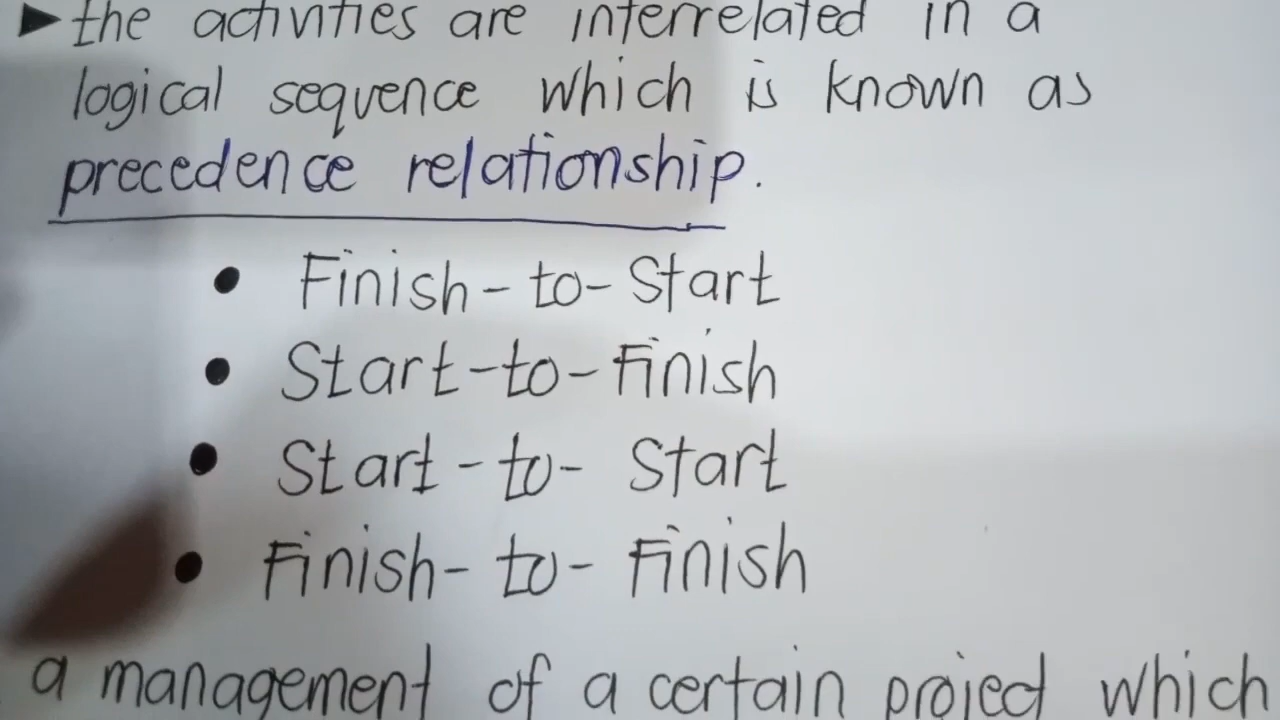 ▶ the activities are interrelated in a
logical sequence which is known as
precedence relationship.
• Finish-to-Start
• Start-to-Finish
• Start-to-Start
• Finish-to-Finish
a management of a certain project which